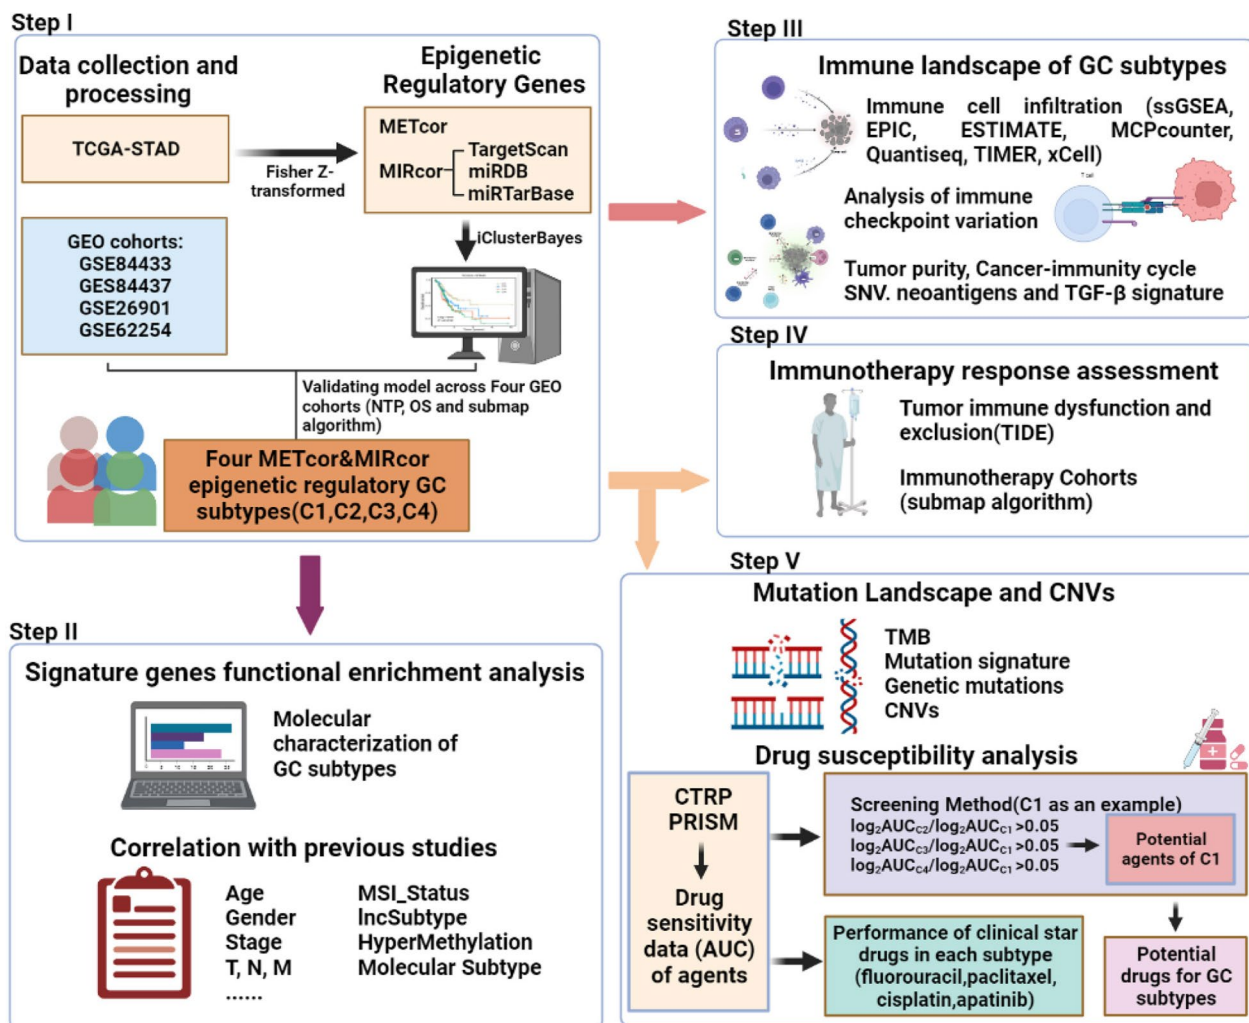 Step I
Data collection and
processing
TCGA-STAD
Fisher Z-
transformed
Epigenetic
Regulatory Genes
METcor
MIRcor
TargetScan
miRDB
miRTarBase
iClusterBayes
GEO cohorts:
GSE84433
GES84437
GSE26901
GSE62254
Validating model across Four GEO
cohorts (NTP, OS and submap
algorithm)
Four METcor&MIRcor
epigenetic regulatory GC
subtypes(C1,C2,C3,C4)
Step II
Signature genes functional enrichment analysis
Molecular
characterization of
GC subtypes
Correlation with previous studies
Age
Gender
Stage
T, N, M
......
MSI_Status
lncSubtype
HyperMethylation
Molecular Subtype
Step III
Immune landscape of GC subtypes
Immune cell infiltration (ssGSEA,
EPIC, ESTIMATE, MCPcounter,
Quantiseq, TIMER, xCell)
T cell
Analysis of immune
checkpoint variation
Tumor purity, Cancer-immunity cycle
SNV. neoantigens and TGF-β signature
Step IV
Immunotherapy response assessment
Tumor immune dysfunction and
exclusion(TIDE)
Immunotherapy Cohorts
(submap algorithm)
Step V
Mutation Landscape and CNVs
TMB
Mutation signature
Genetic mutations
CNVs
Drug susceptibility analysis
CTRP
PRISM
Drug
sensitivity
data (AUC)
of agents
Screening Method(C1 as an example)
log₂AUC_C2/log₂AUC_C1>0.05
log₂AUC_C3/log₂AUC_C1>0.05
log₂AUC_C4/log₂AUC_C1>0.05
Potential
agents of C1
Performance of clinical star
drugs in each subtype
(fluorouracil,paclitaxel,
cisplatin,apatinib)
Potential
drugs for GC
subtypes